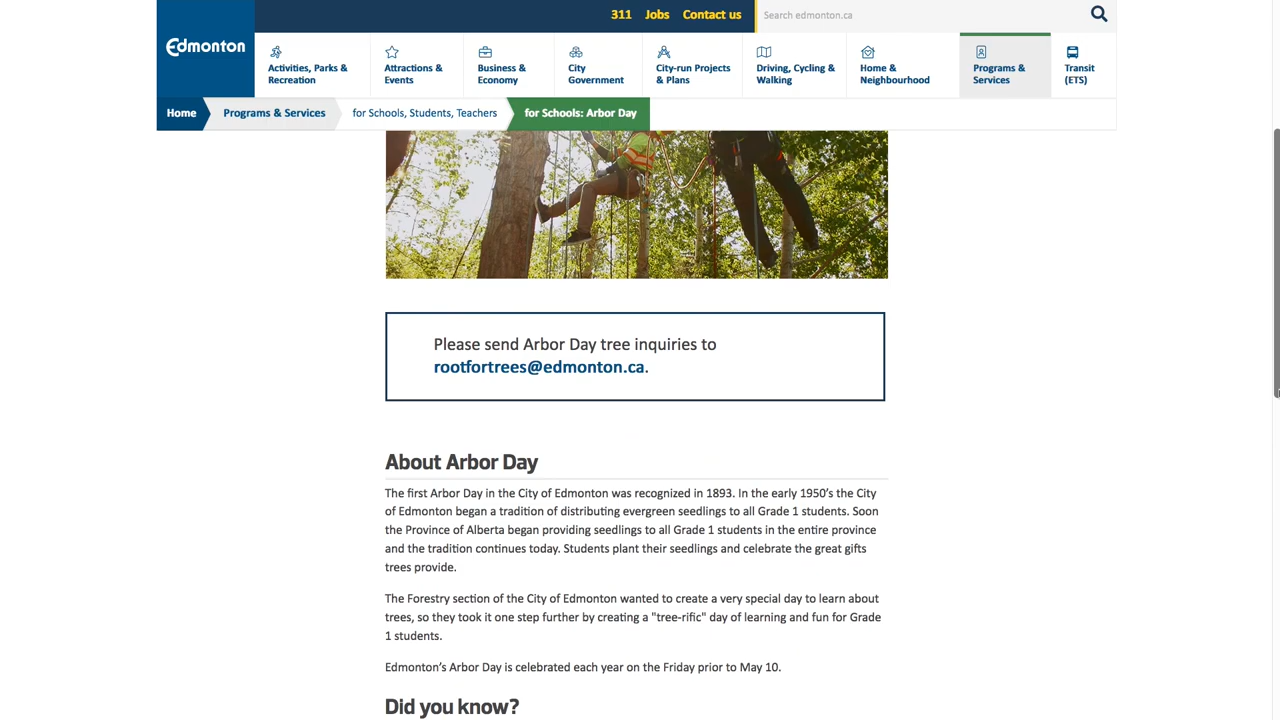 311 Jobs Contact us Search edmonton.ca
Edmonton
Activities, Parks &
Recreation
Attractions &
Events
Business &
Economy
City
Government
City-run Projects
& Plans
Driving, Cycling &
Walking
Home &
Neighbourhood
Programs &
Services
Transit
(ETS)
Home Programs & Services for Schools, Students, Teachers for Schools: Arbor Day
Please send Arbor Day tree inquiries to
rootfortrees@edmonton.ca.
About Arbor Day
The first Arbor Day in the City of Edmonton was recognized in 1893. In the early 1950’s the City
of Edmonton began a tradition of distributing evergreen seedlings to all Grade 1 students. Soon
the Province of Alberta began providing seedlings to all Grade 1 students in the entire province
and the tradition continues today. Students plant their seedlings and celebrate the great gifts
trees provide.
The Forestry section of the City of Edmonton wanted to create a very special day to learn about
trees, so they took it one step further by creating a "tree-rific" day of learning and fun for Grade
1 students.
Edmonton’s Arbor Day is celebrated each year on the Friday prior to May 10.
Did you know?